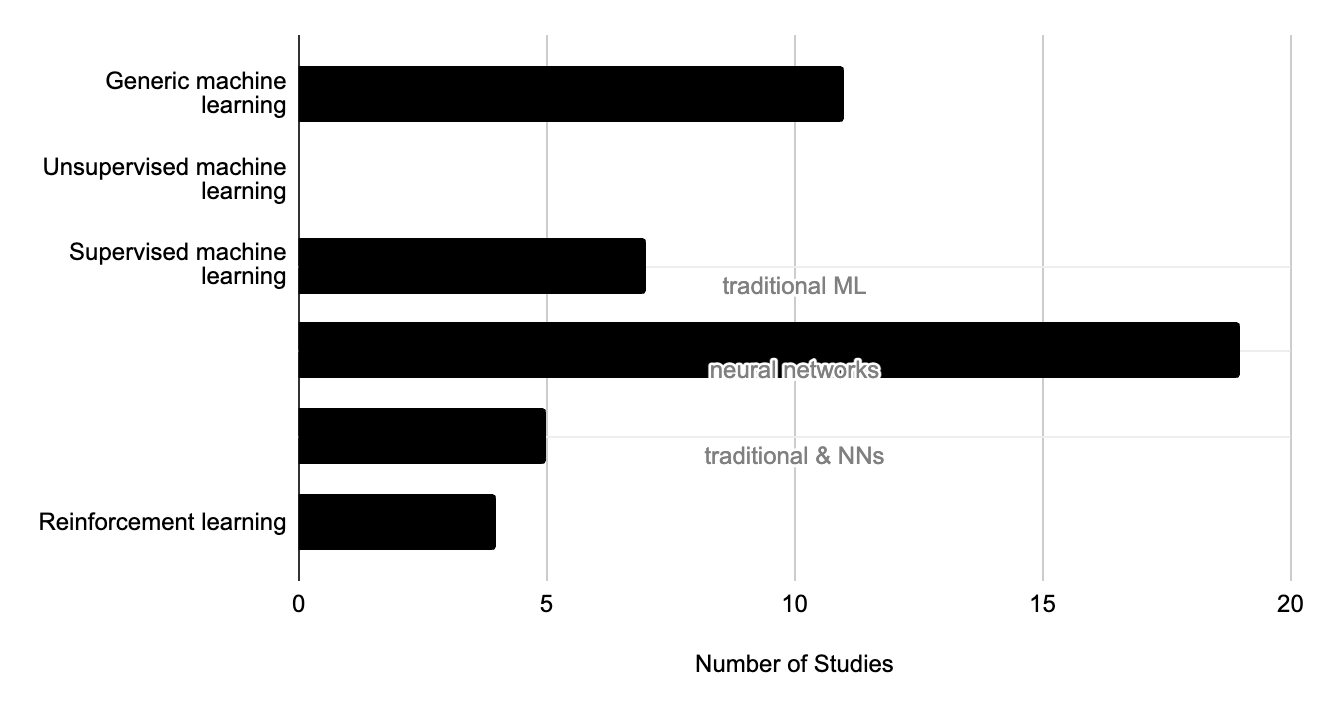 Generic machine
learning
Unsupervised machine
learning
Supervised machine
learning
traditional ML
neural networks
traditional & NNs
Reinforcement learning
0 5 10 15 20
Number of Studies